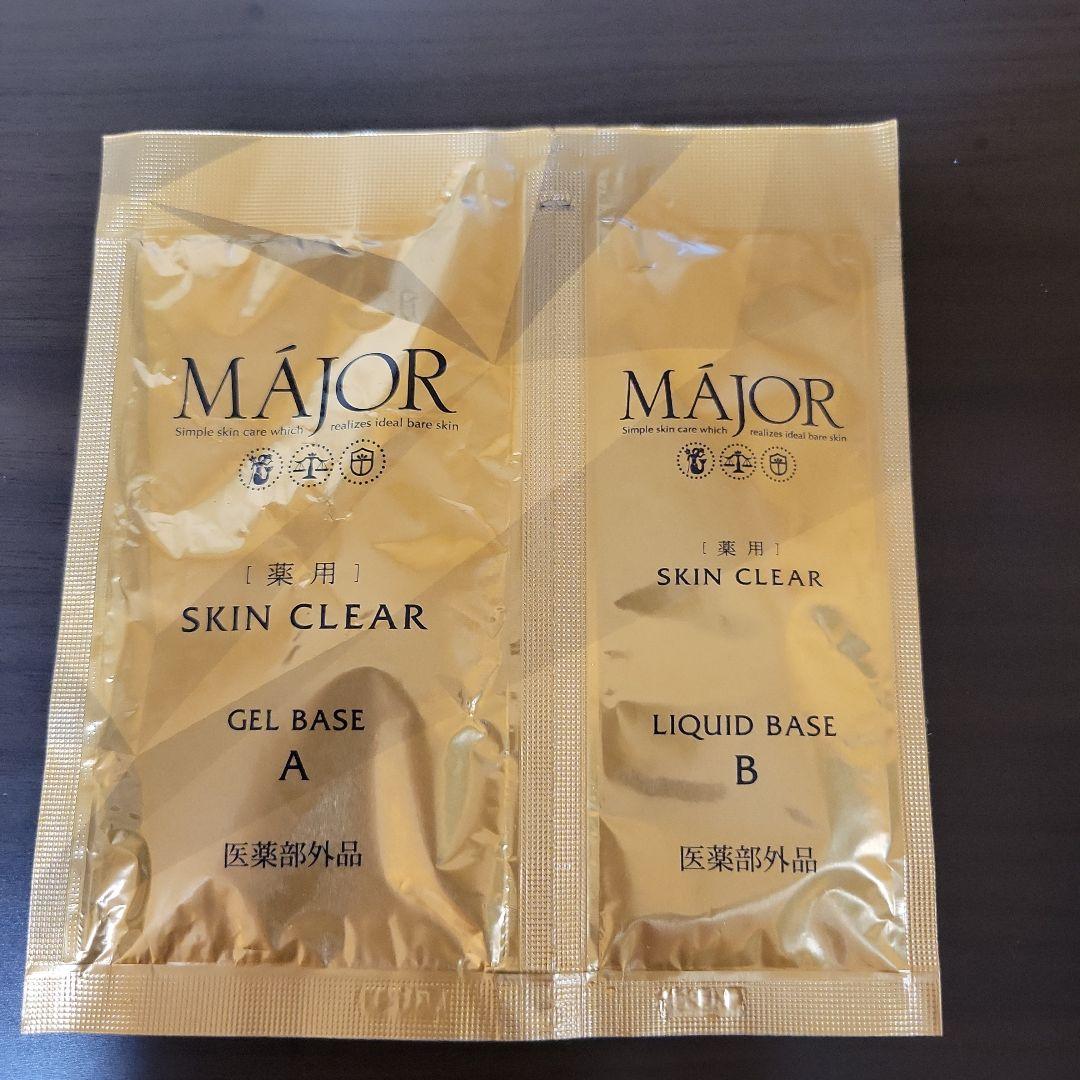 MÁJOR
Simple skin care which realizes ideal bare skin
[薬用]
SKIN CLEAR
GEL BASE
A
医薬部外品
MÁJOR
Simple skin care which realizes ideal bare skin
[薬用]
SKIN CLEAR
LIQUID BASE
B
医薬部外品